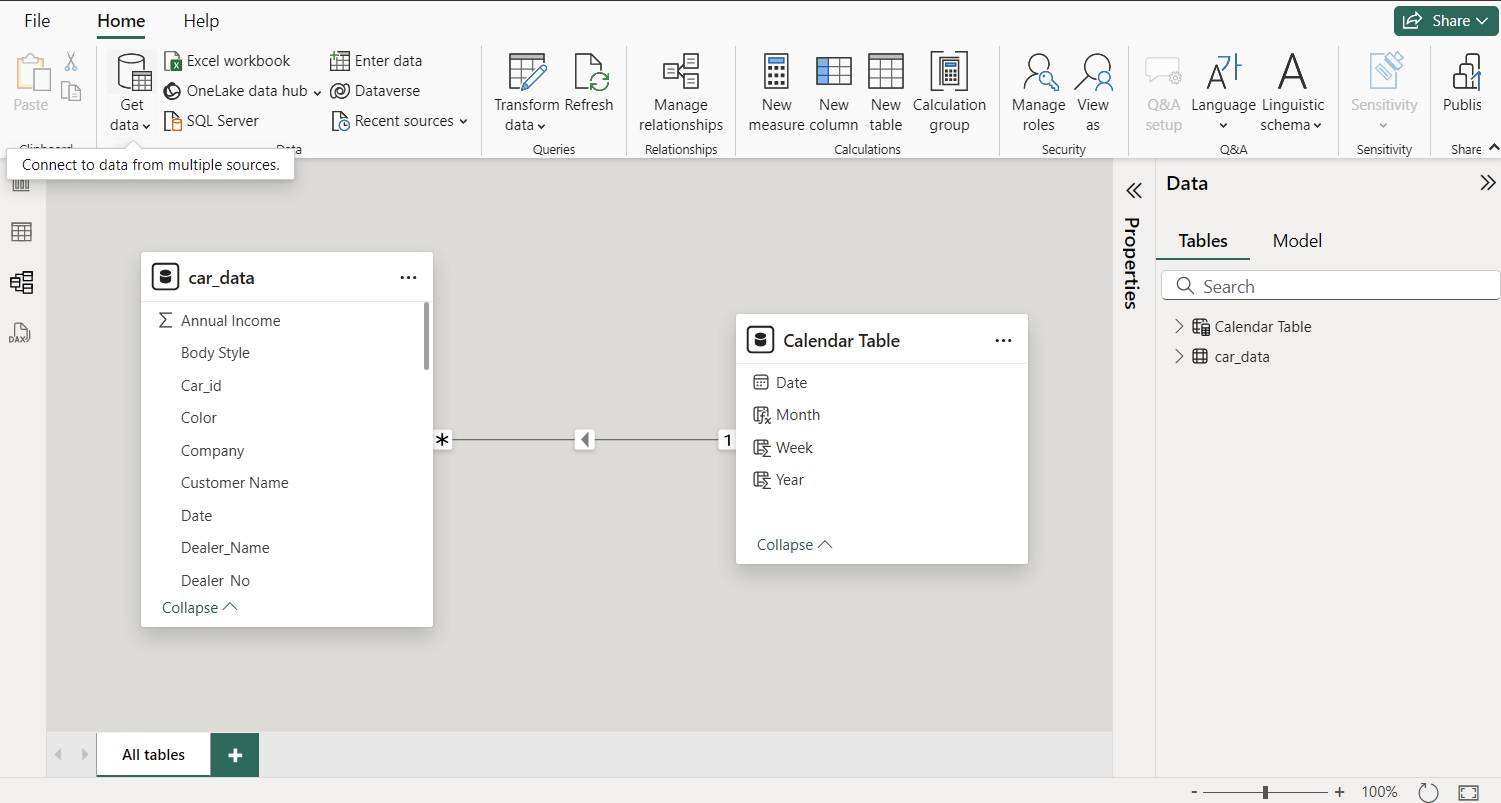 File Home Help Share
Paste
Get data
Excel workbook
OneLake data hub
SQL Server
Enter data
Dataverse
Recent sources
Transform data
Refresh
Manage relationships
New measure
New column
New table
Calculation group
Manage roles
View as
Q&A setup
Language
Linguistic schema
Sensitivity
Publis
Clipboard Data Queries Relationships Calculations Security Q&A Sensitivity Share
Connect to data from multiple sources.
car_data
Annual Income
Body Style
Car_id
Color
Company
Customer Name
Date
Dealer_Name
Dealer_No
Collapse
* 1
Calendar Table
Date
Month
Week
Year
Collapse
Properties
Data
Tables Model
Search
Calendar Table
car_data
DAX
All tables +
- + 100%